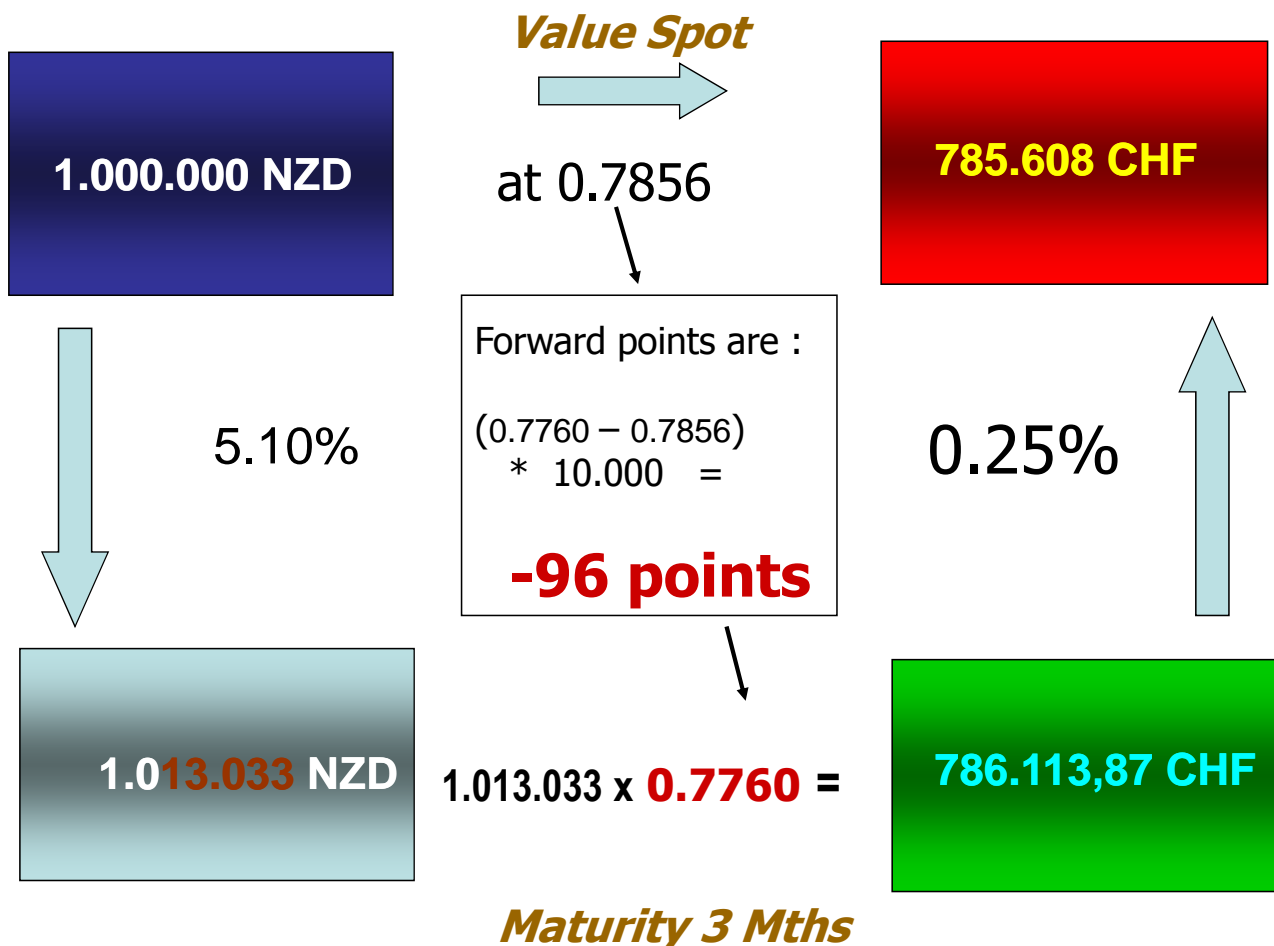 Value Spot
1.000.000 NZD
at 0.7856
785.608 CHF
Forward points are :
(0.7760 – 0.7856)
* 10.000 =
-96 points
5.10%
0.25%
1.013.033 NZD
1.013.033 x 0.7760 =
786.113,87 CHF
Maturity 3 Mths